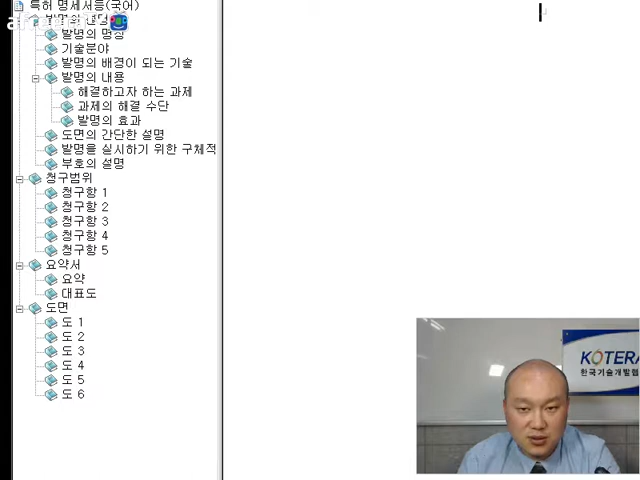 특허 명세서등(국어)
발명의 명칭
기술분야
발명의 배경이 되는 기술
발명의 내용
해결하고자 하는 과제
과제의 해결 수단
발명의 효과
도면의 간단한 설명
발명을 실시하기 위한 구체적
부호의 설명
청구범위
청구항 1
청구항 2
청구항 3
청구항 4
청구항 5
요약서
요약
대표도
도면
도 1
도 2
도 3
도 4
도 5
도 6
KOTERA
한국기술개발협